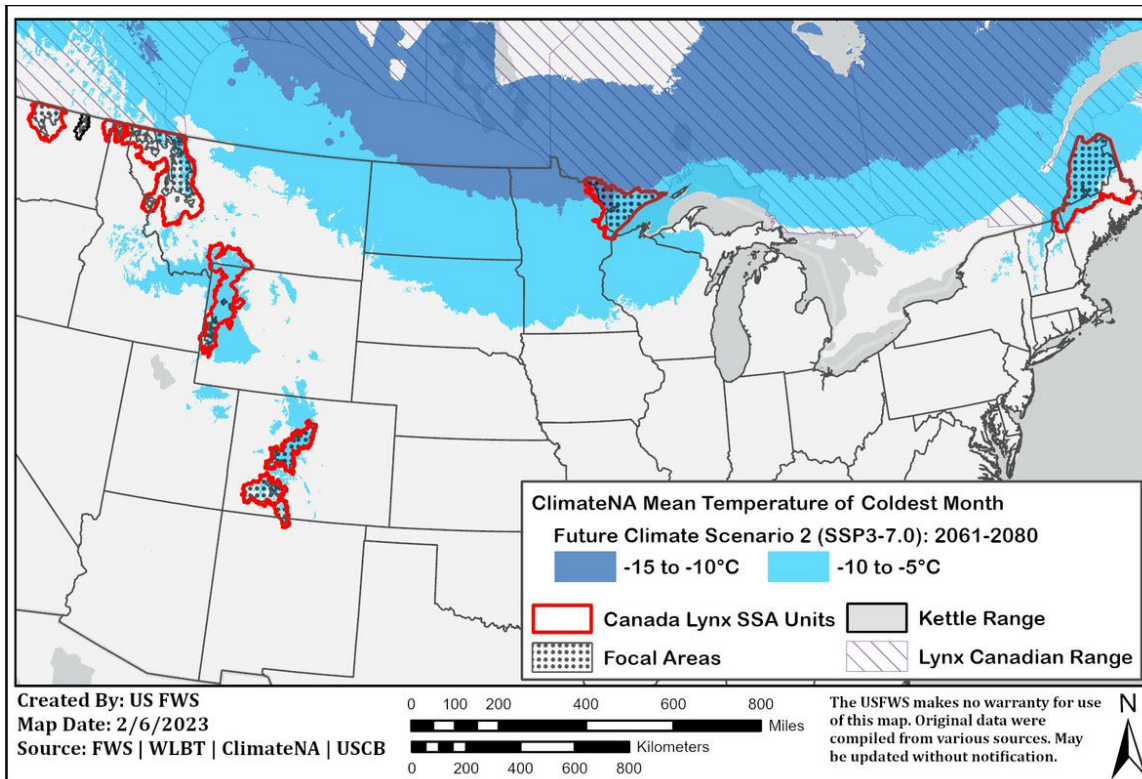 ClimateNA Mean Temperature of Coldest Month
Future Climate Scenario 2 (SSP3-7.0): 2061-2080
-15 to -10°C
-10 to -5°C
Canada Lynx SSA Units
Kettle Range
Focal Areas
Lynx Canadian Range
Created By: US FWS
Map Date: 2/6/2023
Source: FWS | WLBT | ClimateNA | USCB
0 100 200 400 600 800
Miles
Kilometers
0 200 400 600 800
The USFWS makes no warranty for use
of this map. Original data were
compiled from various sources. May
be updated without notification.
N